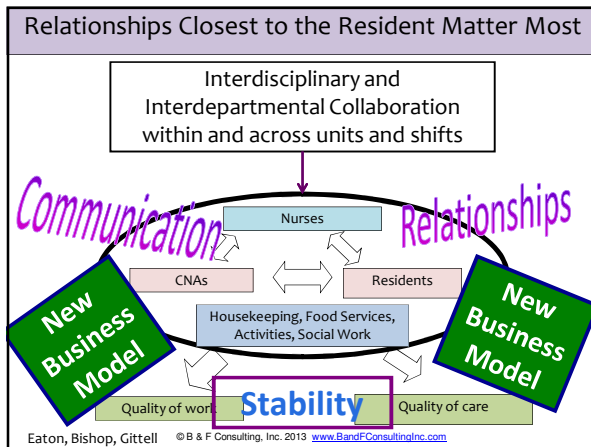 Relationships Closest to the Resident Matter Most
Interdisciplinary and
Interdepartmental Collaboration
within and across units and shifts
Communication
Relationships
Nurses
CNAs
Residents
Housekeeping, Food Services,
Activities, Social Work
New
Business
Model
New
Business
Model
Stability
Quality of work
Quality of care
Eaton, Bishop, Gittell
© B & F Consulting, Inc. 2013 www.BandFConsultingInc.com